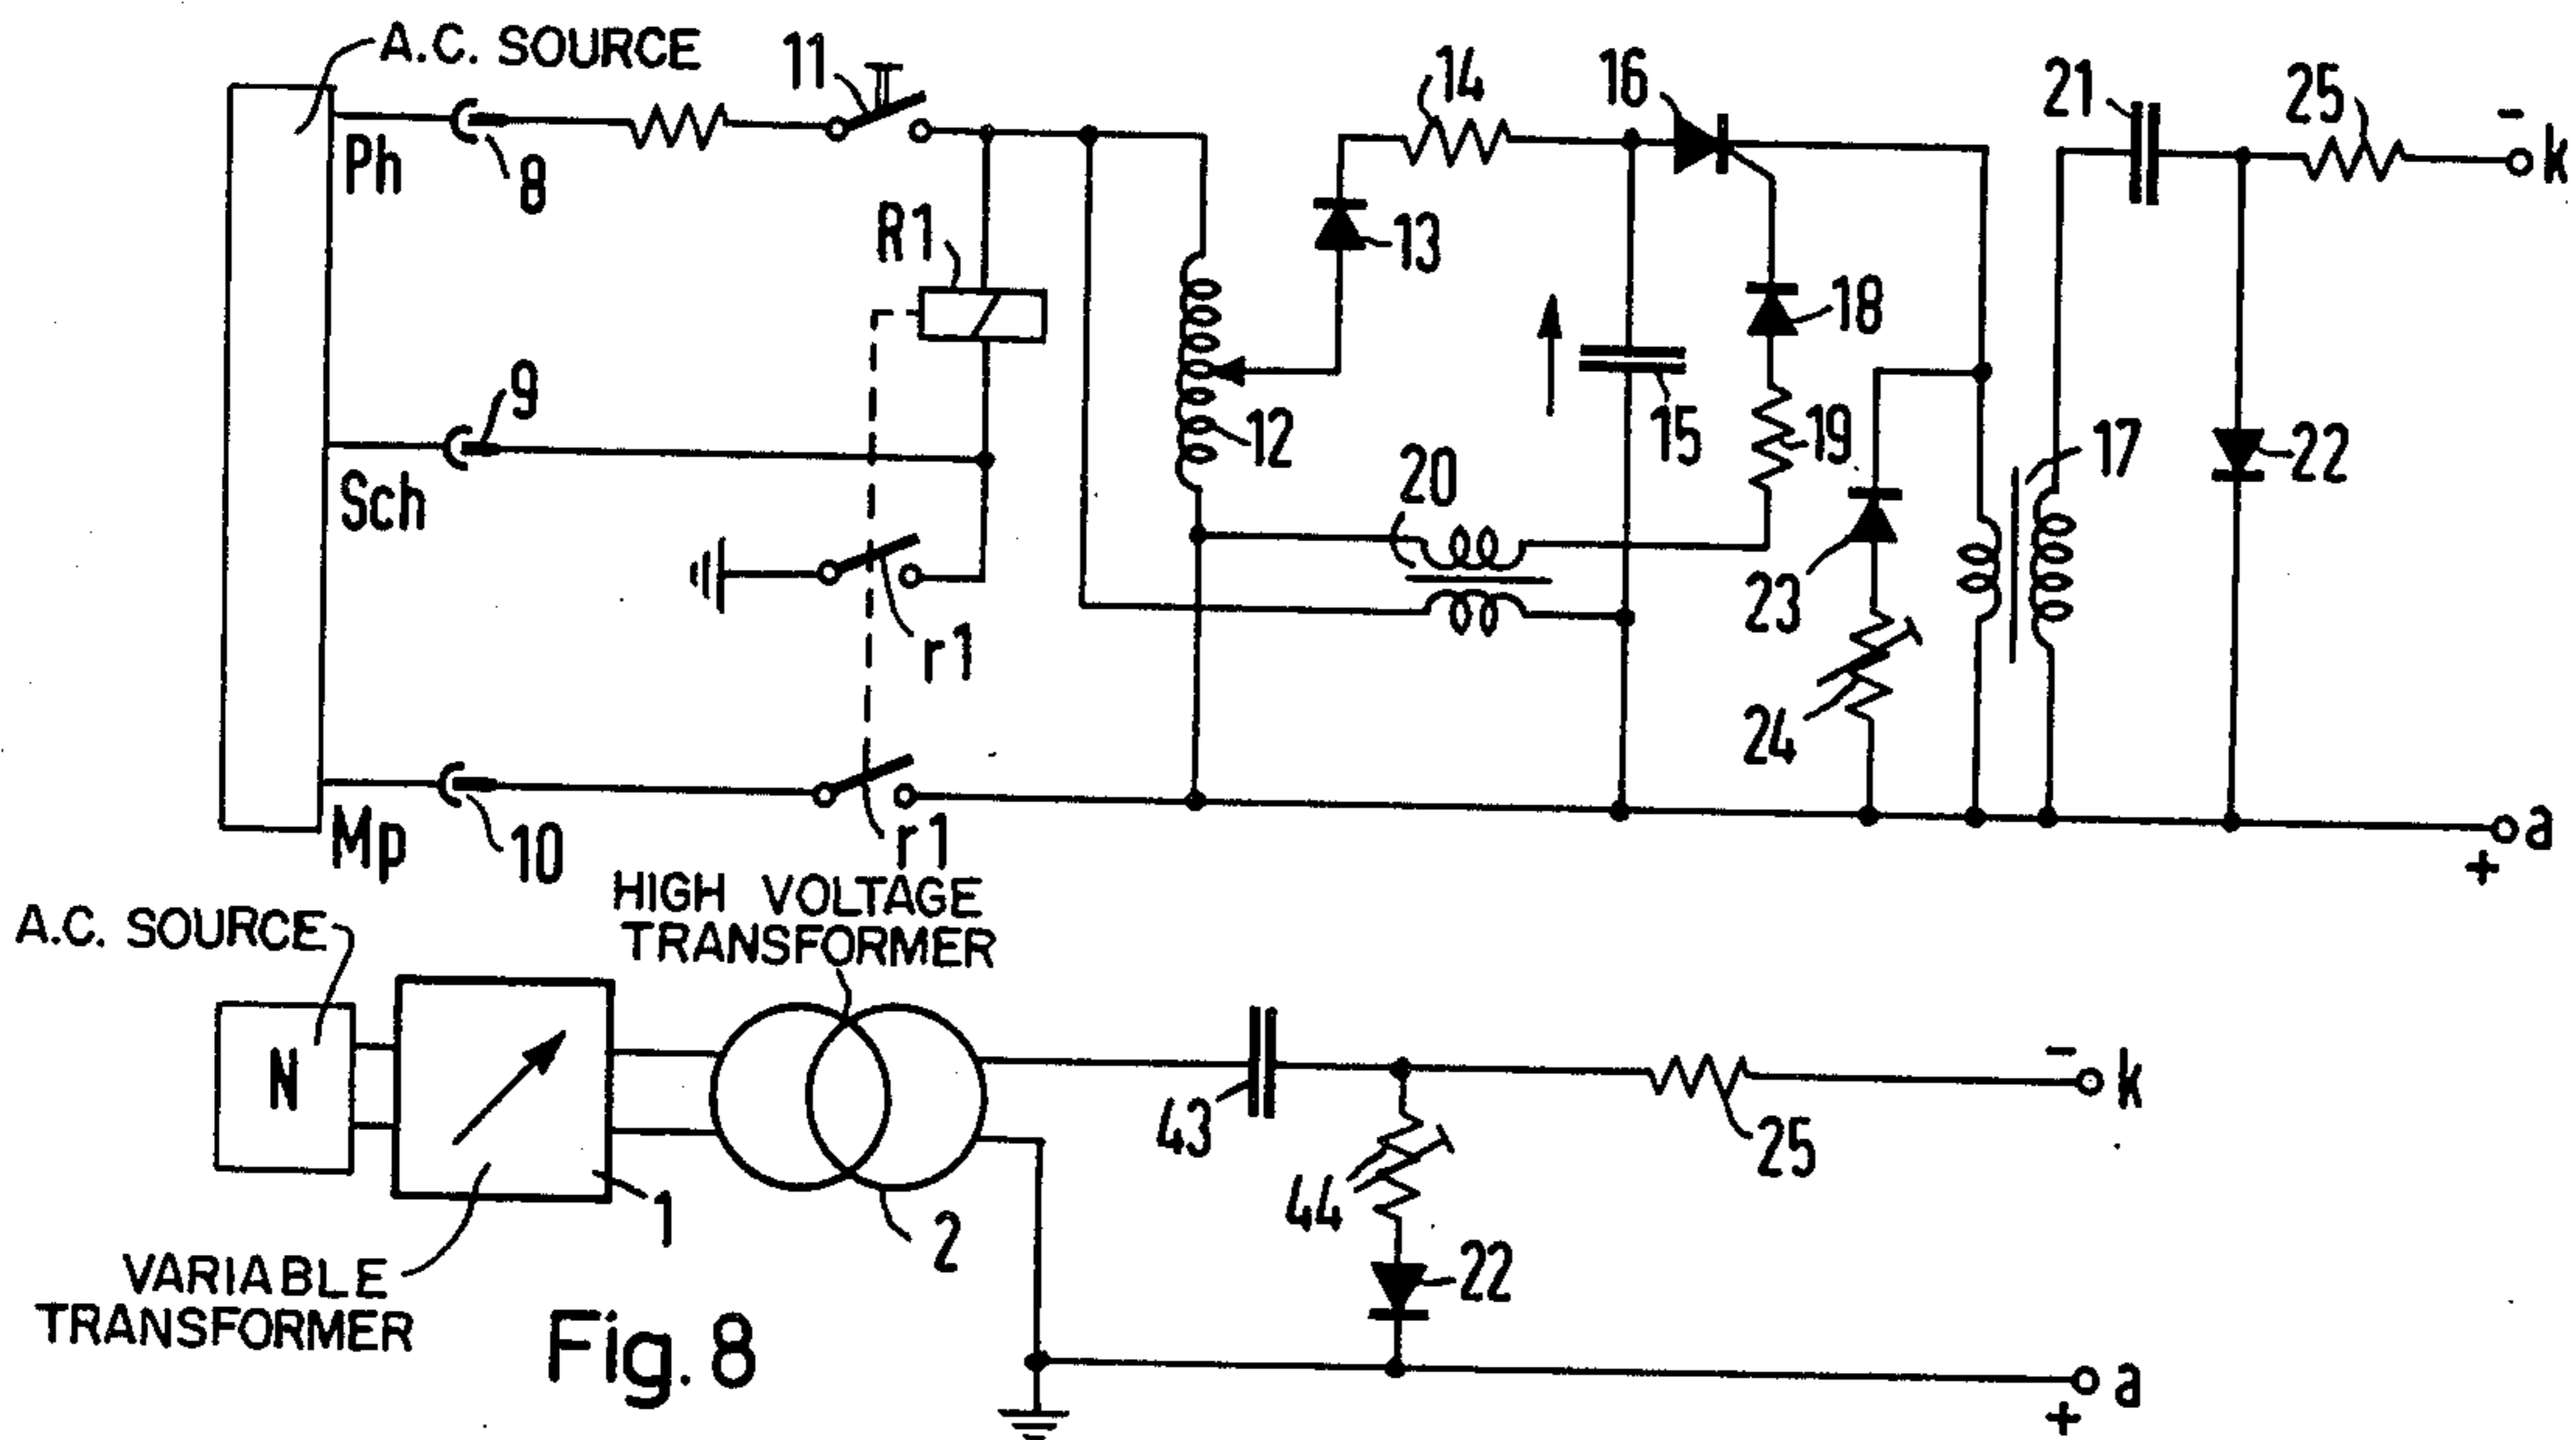 A.C. SOURCE
11
14
16
21
25
-
k
Ph
8
R1
13
18
9
12
15
19
17
22
Sch
20
23
r1
24
Mp
10
r1
a
+
HIGH VOLTAGE
TRANSFORMER
A.C. SOURCE
N
-
k
43
25
1
2
44
22
VARIABLE
TRANSFORMER
Fig. 8
a
+